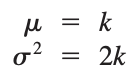 μ = k
σ² = 2k